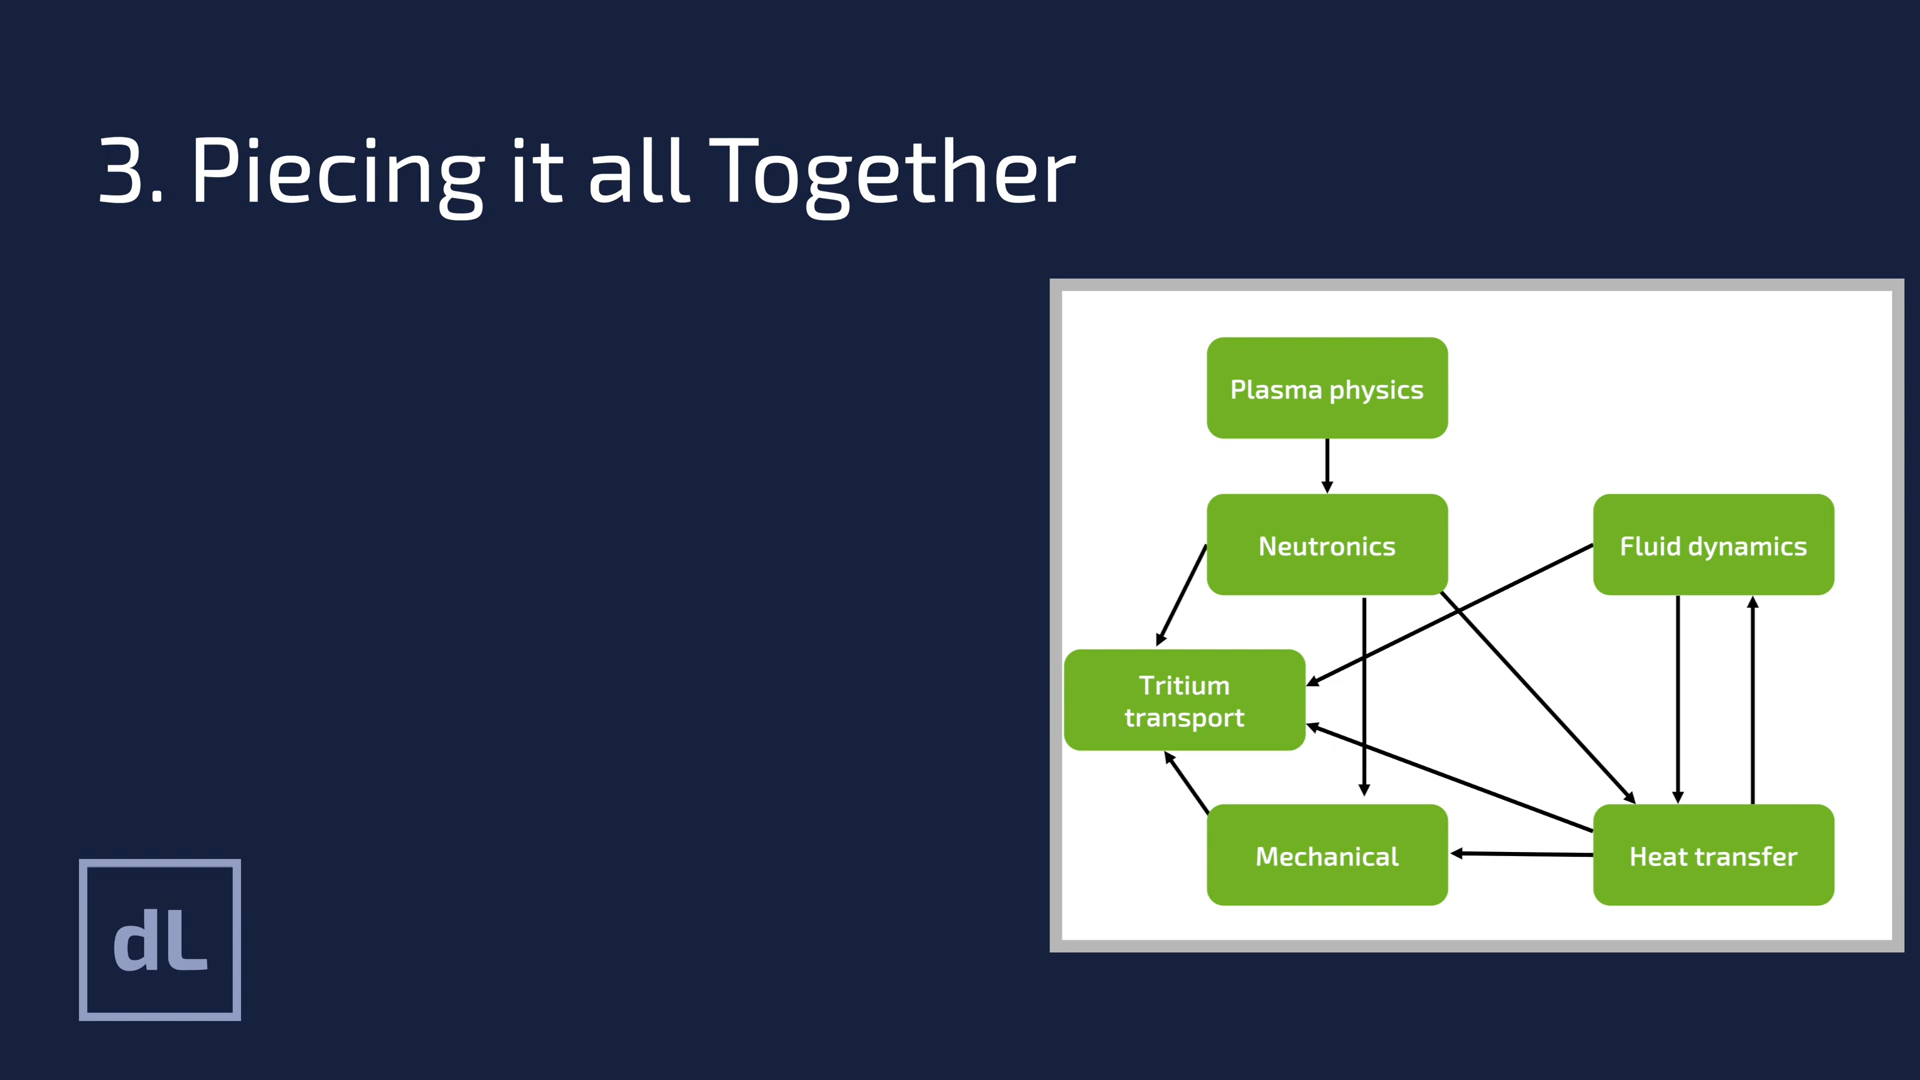 3. Piecing it all Together
Plasma physics
Neutronics
Fluid dynamics
Tritium
transport
Mechanical
Heat transfer
dL